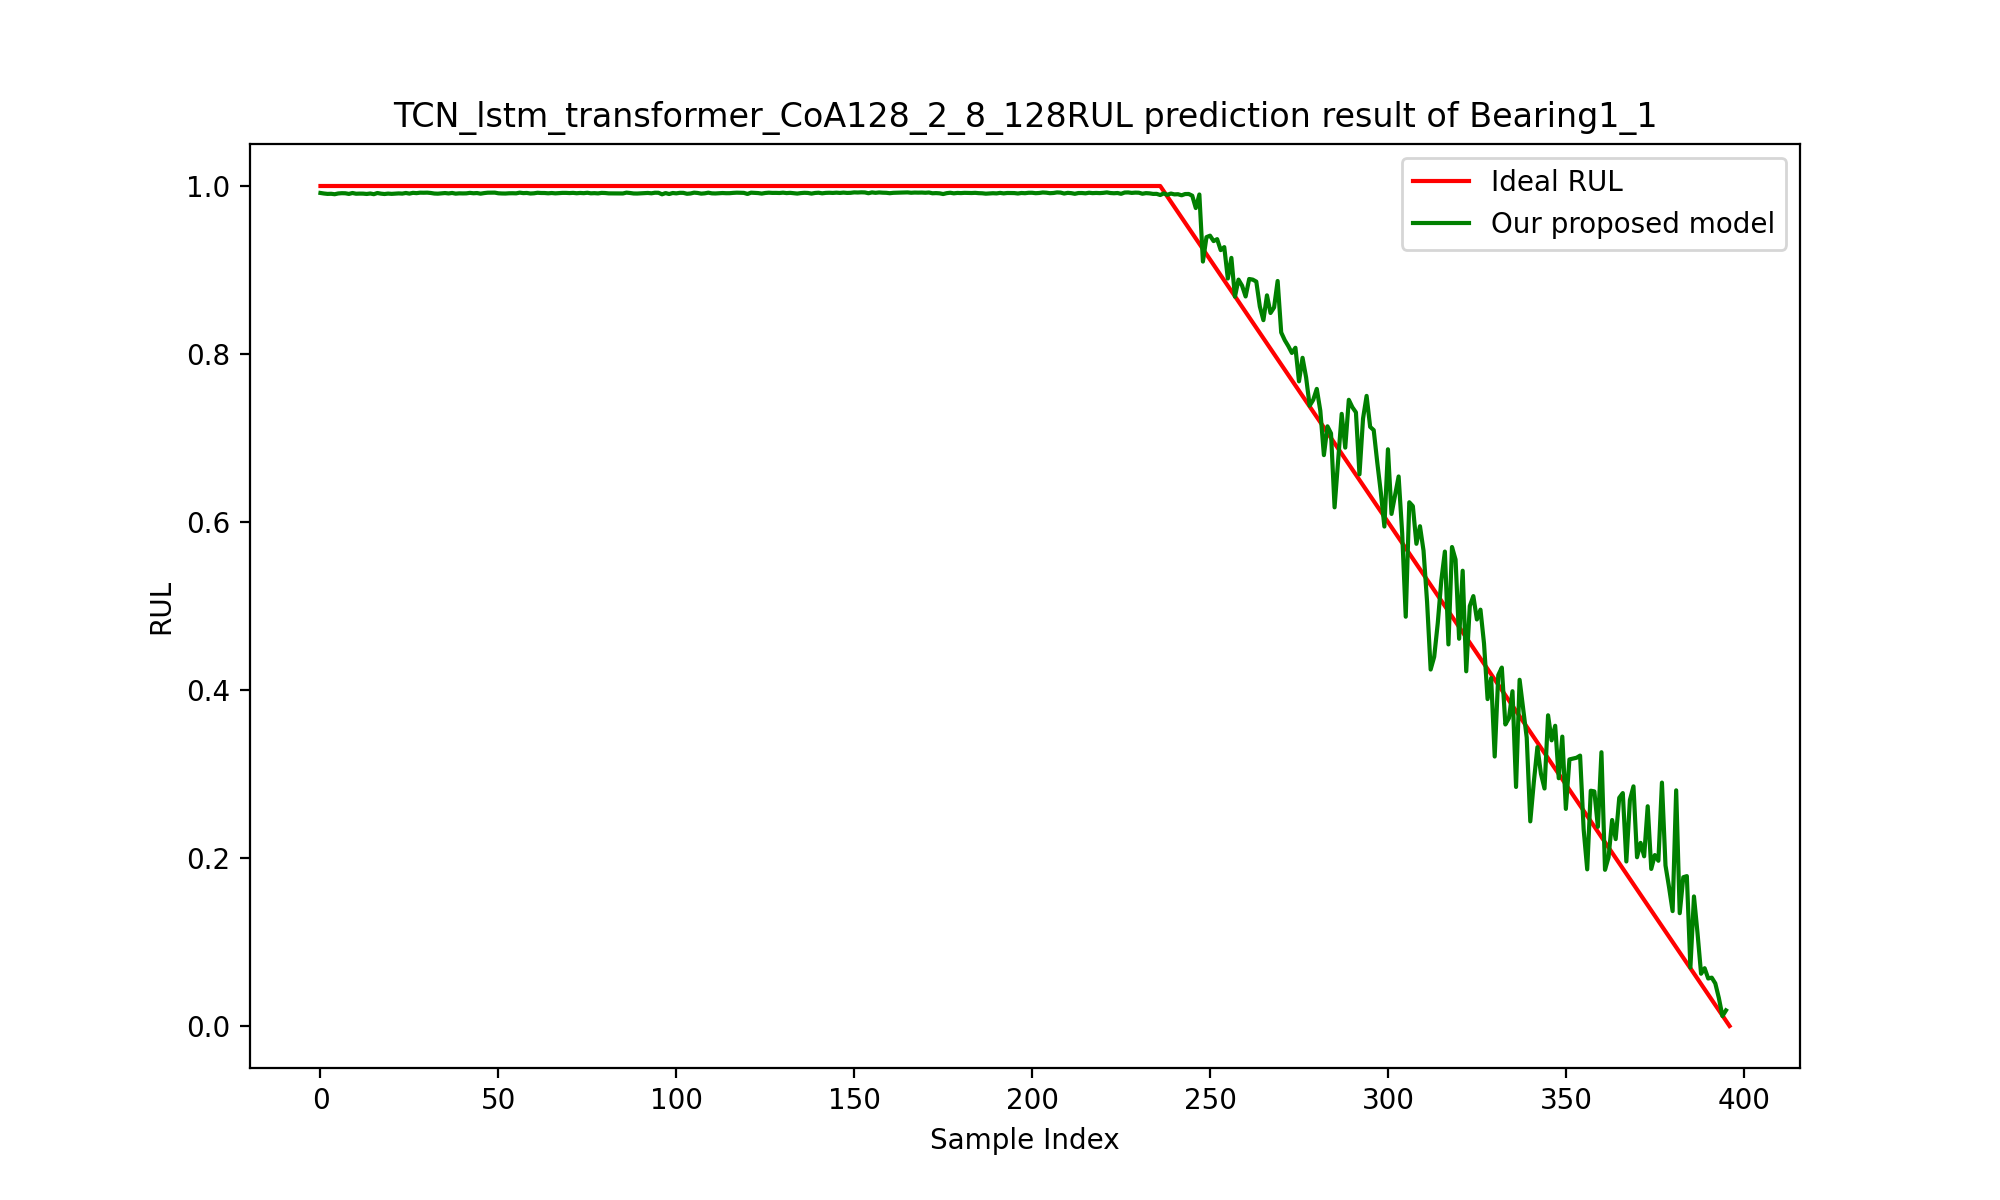 TCN_lstm_transformer_CoA128_2_8_128RUL prediction result of Bearing1_1
Ideal RUL
Our proposed model
1.0
0.8
0.6
0.4
0.2
0.0
RUL
0 50 100 150 200 250 300 350 400
Sample Index